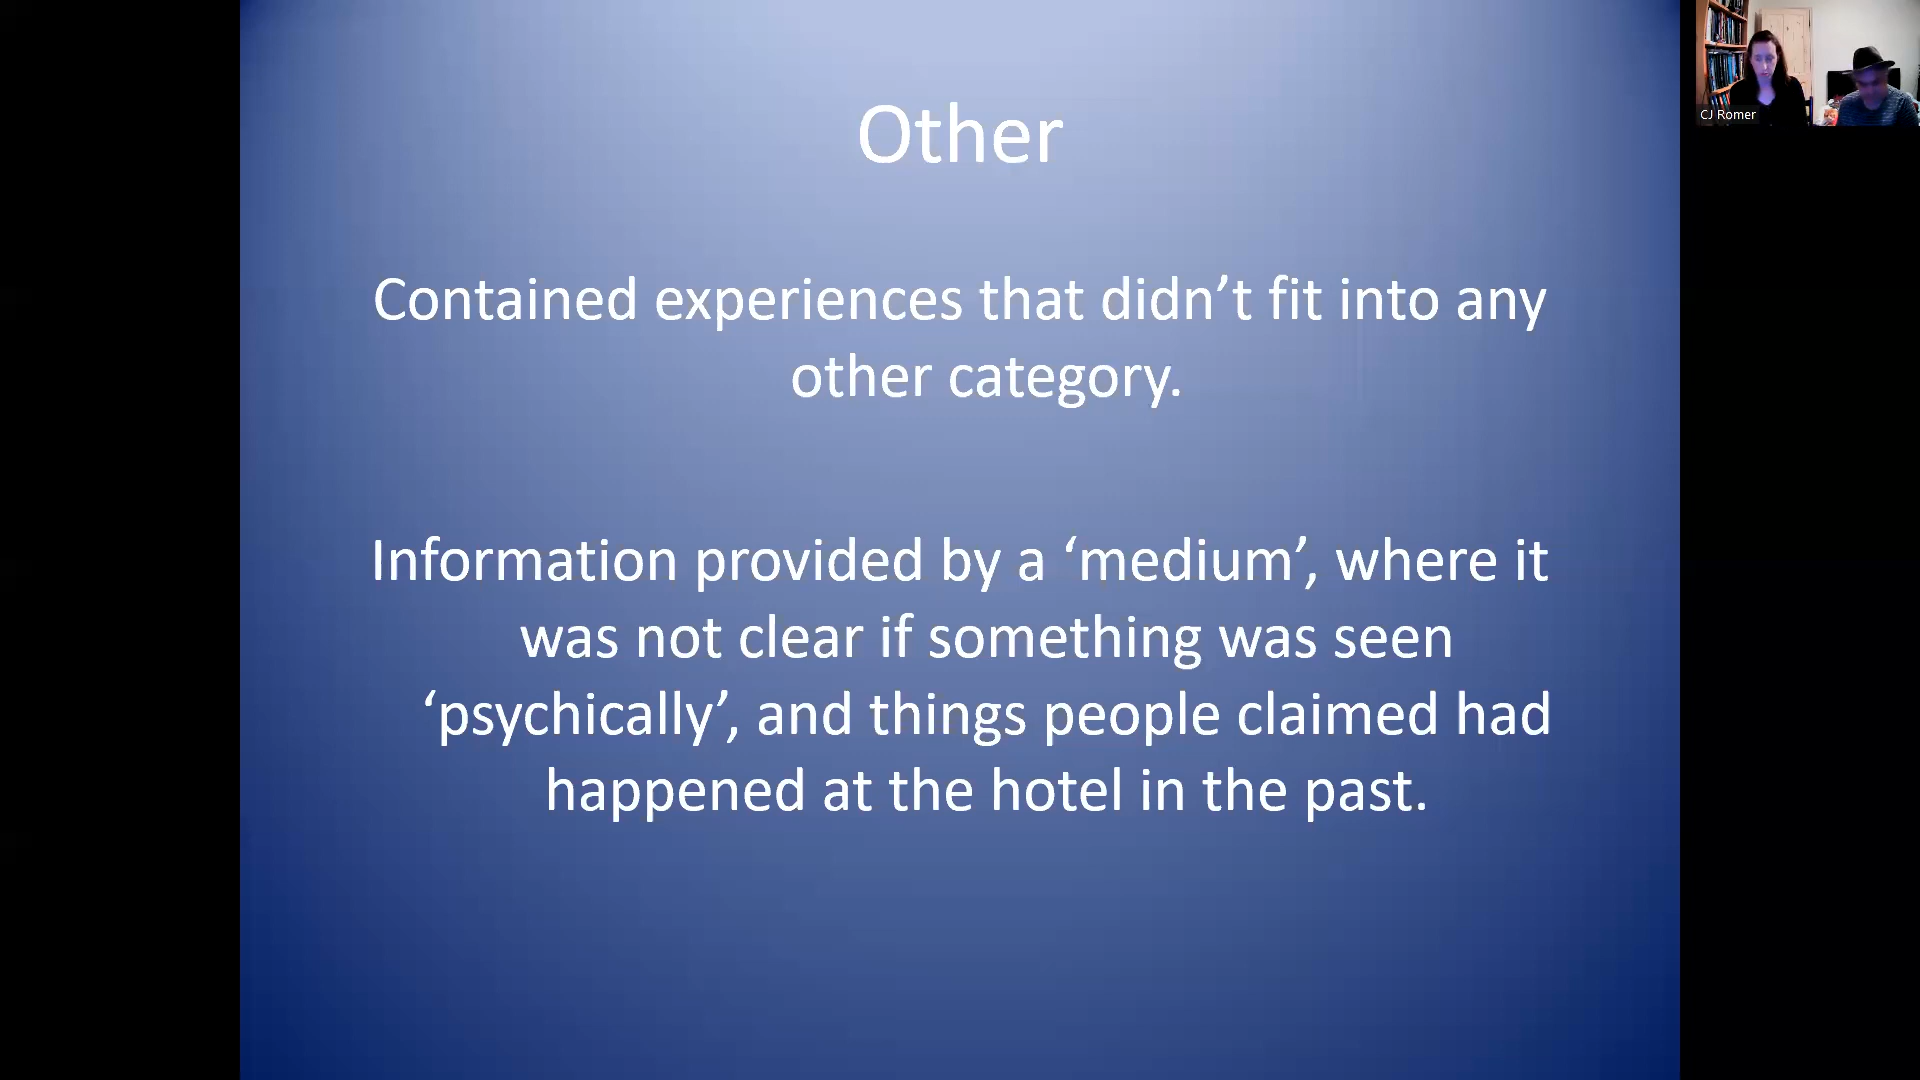 Other
Contained experiences that didn’t fit into any
other category.
Information provided by a ‘medium’, where it
was not clear if something was seen
‘psychically’, and things people claimed had
happened at the hotel in the past.
CJ Romer